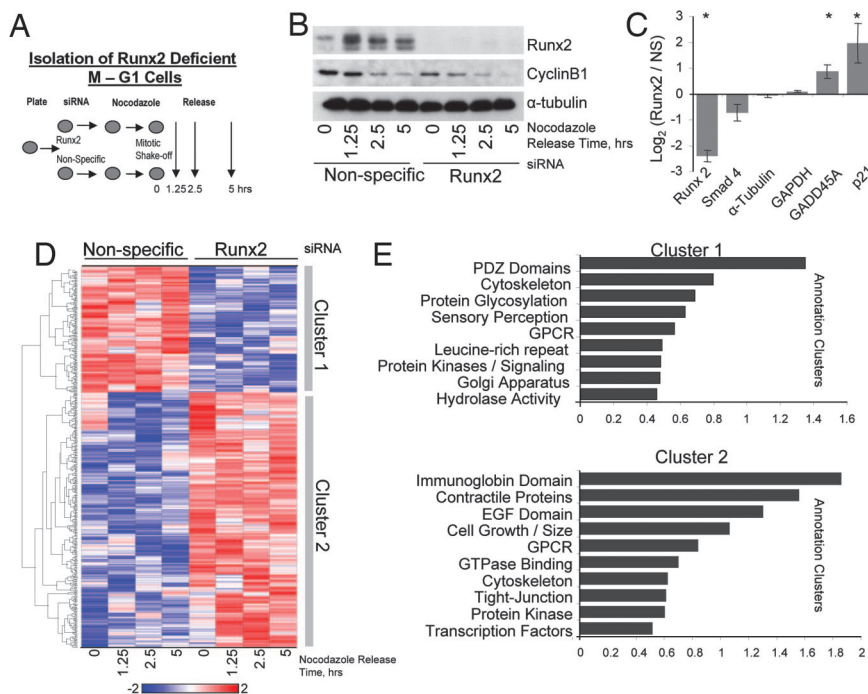 A
Isolation of Runx2 Deficient
M – G1 Cells
Plate siRNA Nocodazole Release
Runx2
Mitotic
Shake-off
Non-Specific
0 1.25 2.5 5 hrs
B
Runx2
CyclinB1
α-tubulin
0 1.25 2.5 5 0 1.25 2.5 5
Nocodazole
Release Time, hrs
Non-specific Runx2 siRNA
C
Log2 (Runx2 / NS)
3
2
1
0
-1
-2
-3
* * *
Runx 2 Smad 4 α-Tubulin GAPDH GADD45A p21
D
Non-specific Runx2 siRNA
Cluster 1
Cluster 2
0 1.25 2.5 5 0 1.25 2.5 5
Nocodazole Release
Time, hrs
-2 2
E
Cluster 1
PDZ Domains
Cytoskeleton
Protein Glycosylation
Sensory Perception
GPCR
Leucine-rich repeat
Protein Kinases / Signaling
Golgi Apparatus
Hydrolase Activity
Annotation Clusters
0 0.2 0.4 0.6 0.8 1 1.2 1.4 1.6
Cluster 2
Immunoglobin Domain
Contractile Proteins
EGF Domain
Cell Growth / Size
GPCR
GTPase Binding
Cytoskeleton
Tight-Junction
Protein Kinase
Transcription Factors
Annotation Clusters
0 0.2 0.4 0.6 0.8 1 1.2 1.4 1.6 1.8 2